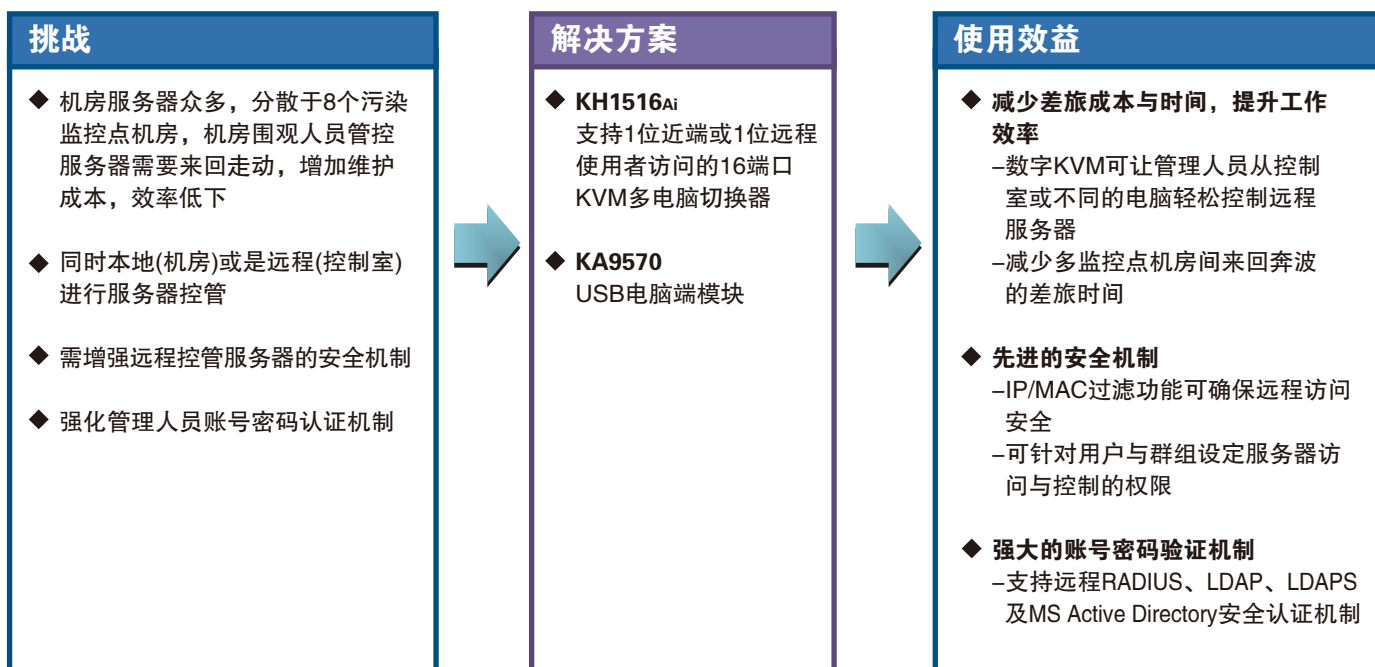 挑战
◆ 机房服务器众多，分散于8个污染
监控点机房，机房围观人员管控
服务器需要来回走动，增加维护
成本，效率低下
◆ 同时本地(机房)或是远程(控制室)
进行服务器控管
◆ 需增强远程控管服务器的安全机制
◆ 强化管理人员账号密码认证机制
解决方案
◆ KH1516Ai
支持1位近端或1位远程
使用者访问的16端口
KVM多电脑切换器
◆ KA9570
USB电脑端模块
使用效益
◆ 减少差旅成本与时间，提升工作
效率
–数字KVM可让管理人员从控制
室或不同的电脑轻松控制远程
服务器
–减少多监控点机房间来回奔波
的差旅时间
◆ 先进的安全机制
–IP/MAC过滤功能可确保远程访问
安全
–可针对用户与群组设定服务器访
问与控制的权限
◆ 强大的账号密码验证机制
–支持远程RADIUS、LDAP、LDAPS
及MS Active Directory安全认证机制